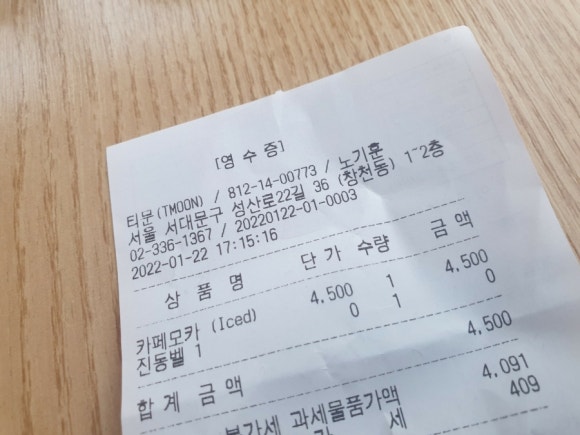 [영 수 증]
티문(TMOON) / 812-14-00773 / 노기훈
서울 서대문구 성산로22길 36 (창천동) 1~2층
02-336-1367 / 20220122-01-0003
2022-01-22 17:15:16
상 품 명 단 가 수량 금 액
카페모카 (Iced) 4,500 1 4,500
진동벨 1 0 1 0
합 계 금 액 4,500
부가세 과세물품가액 4,091
세 409